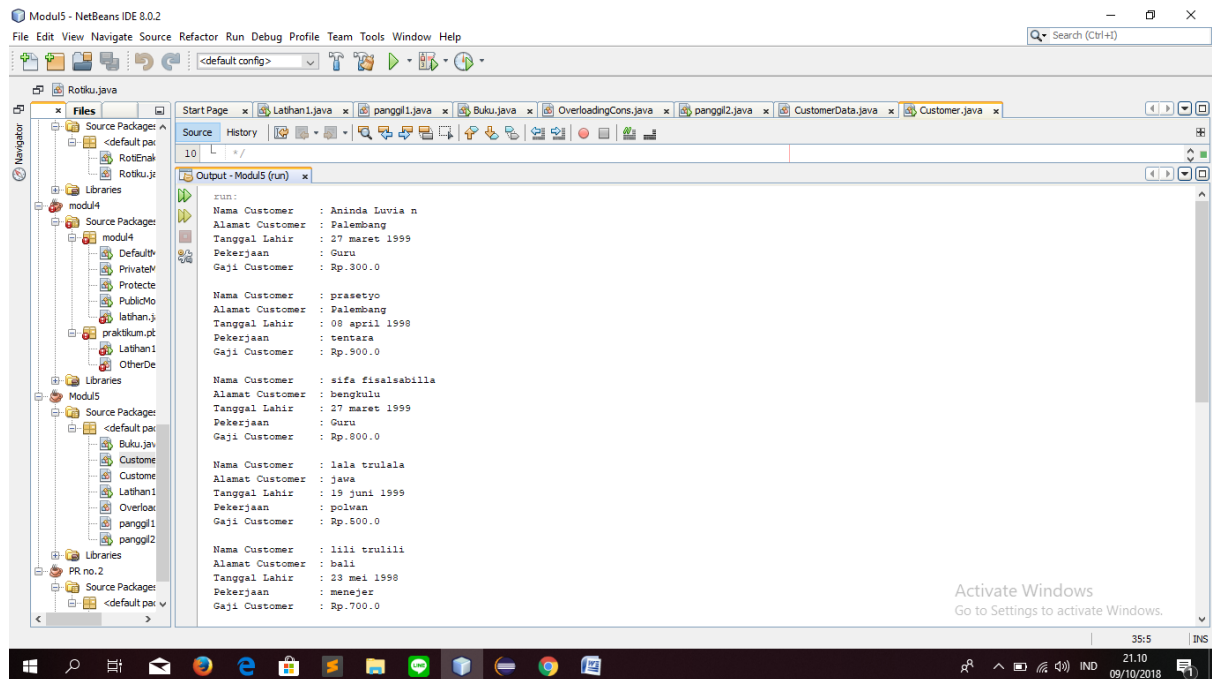 Modul5 - NetBeans IDE 8.0.2
File Edit View Navigate Source Refactor Run Debug Profile Team Tools Window Help
Search (Ctrl+I)
<default config>
Rotiku.java
Files
Start Page Latihan1.java panggil1.java Buku.java OverloadingCons.java panggil2.java CustomerData.java Customer.java
Navigator
Source Packages
<default pac
RotiEnak
Rotiku.ja
Libraries
modul4
Source Packages
modul4
DefaultM
PrivateM
Protecte
PublicMo
latihan.j
praktikum.pb
Latihan1
OtherDe
Libraries
Modul5
Source Packages
<default pac
Buku.jav
Custome
Custome
Latihan1
Overload
panggil1
panggil2
Libraries
PR no.2
Source Packages
<default pac
Source History
10 */
Output - Modul5 (run)
run:
Nama Customer : Aninda Luvia n
Alamat Customer : Palembang
Tanggal Lahir : 27 maret 1999
Pekerjaan : Guru
Gaji Customer : Rp.300.0
Nama Customer : prasetyo
Alamat Customer : Palembang
Tanggal Lahir : 08 april 1998
Pekerjaan : tentara
Gaji Customer : Rp.900.0
Nama Customer : sifa fisalsabilla
Alamat Customer : bengkulu
Tanggal Lahir : 27 maret 1999
Pekerjaan : Guru
Gaji Customer : Rp.800.0
Nama Customer : lala trulala
Alamat Customer : jawa
Tanggal Lahir : 19 juni 1999
Pekerjaan : polwan
Gaji Customer : Rp.500.0
Nama Customer : lili trulili
Alamat Customer : bali
Tanggal Lahir : 23 mei 1998
Pekerjaan : menejer
Gaji Customer : Rp.700.0
Activate Windows
Go to Settings to activate Windows.
35:5 INS
IND
21.10
09/10/2018